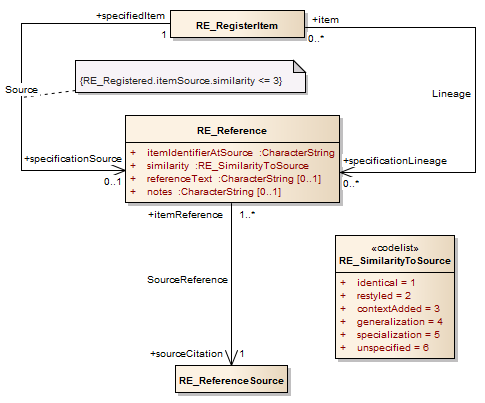 +specifiedItem
1
RE_RegisterItem
+item
0..*
Source
{RE_Registered.itemSource.similarity <= 3}
Lineage
RE_Reference
+ itemIdentifierAtSource :CharacterString
+ similarity :RE_SimilarityToSource
+ referenceText :CharacterString [0..1]
+ notes :CharacterString [0..1]
+specificationSource
0..1
+specificationLineage
0..*
+itemReference
1..*
SourceReference
«codelist»
RE_SimilarityToSource
+ identical = 1
+ restyled = 2
+ contextAdded = 3
+ generalization = 4
+ specialization = 5
+ unspecified = 6
+sourceCitation
1
RE_ReferenceSource